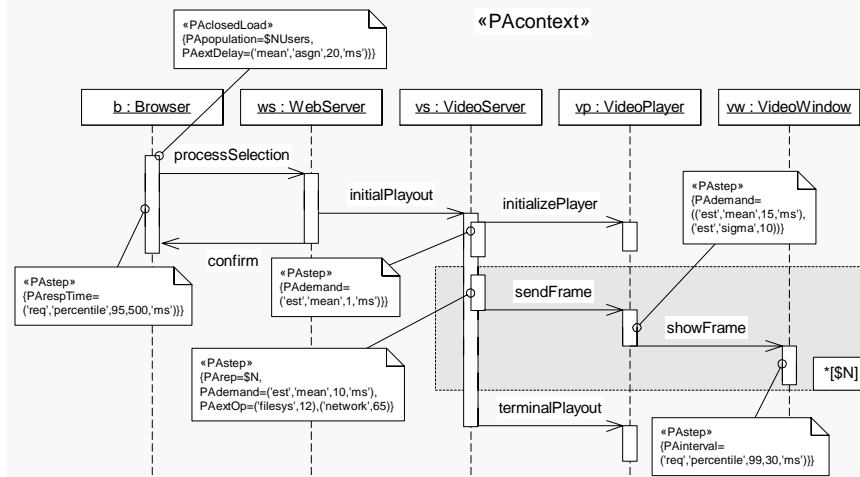 «PAclosedLoad»
{PApopulation=$NUsers,
PAextDelay=('mean','asgn',20,'ms')}}
«PAcontext»
b : Browser
ws : WebServer
vs : VideoServer
vp : VideoPlayer
vw : VideoWindow
processSelection
initialPlayout
initializePlayer
«PAstep»
{PAdemand=
(('est','mean',15,'ms'),
('est','sigma',10))}
confirm
«PAstep»
{PArespTime=
('req','percentile',95,500,'ms')}}
«PAstep»
{PAdemand=
('est','mean',1,'ms')}}
sendFrame
showFrame
«PAstep»
{PArep=$N,
PAdemand=('est','mean',10,'ms'),
PAextOp=('filesys',12),('network',65)}
*[$N]
terminalPlayout
«PAstep»
{PAinterval=
('req','percentile',99,30,'ms')}}